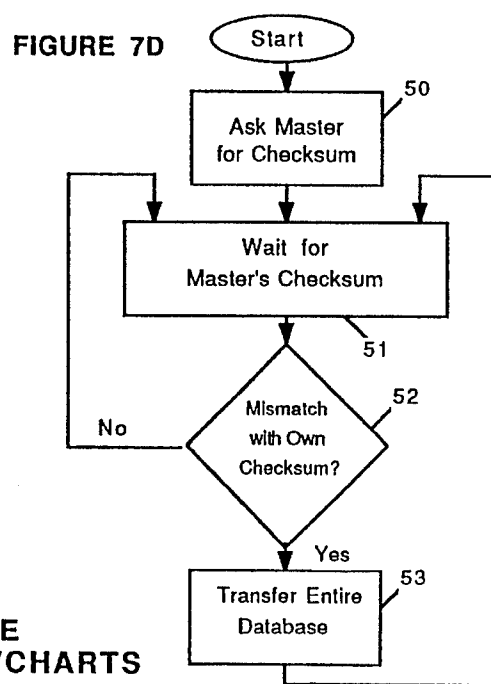 FIGURE 7D
Start
50
Ask Master
for Checksum
Wait for
Master's Checksum
51
Mismatch
with Own
Checksum?
52
No
Yes
Transfer Entire
Database
53
E
/CHARTS